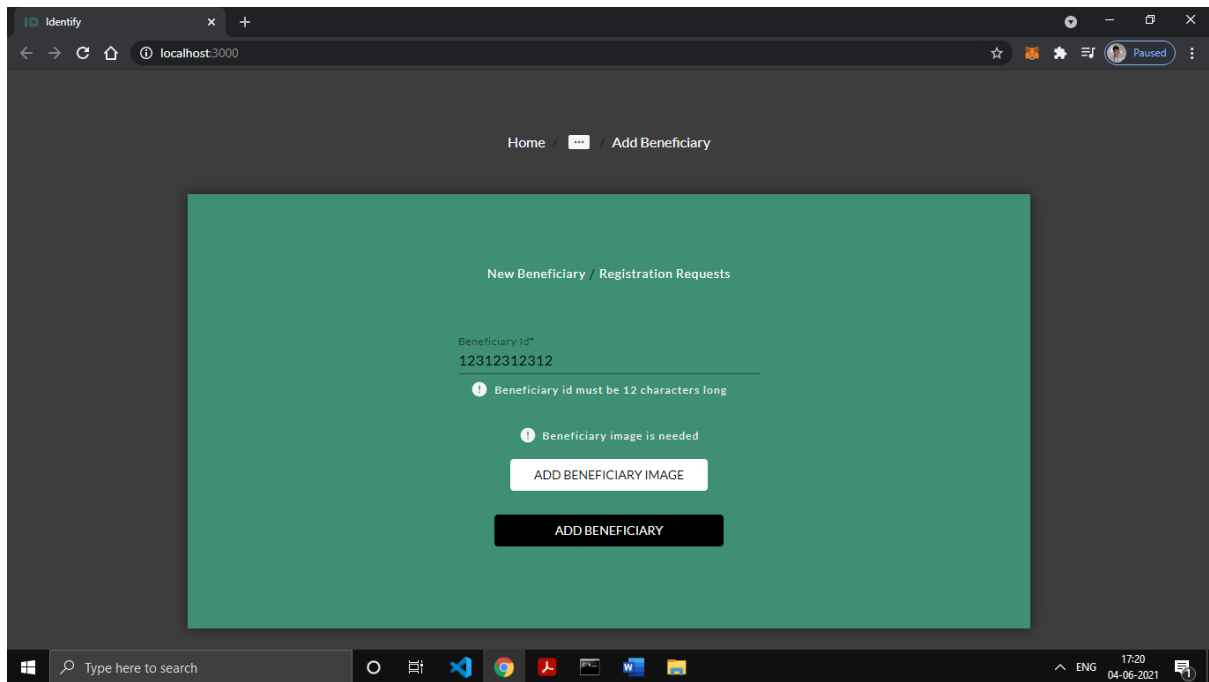 ID Identify
localhost:3000
Paused
Home / ... / Add Beneficiary
New Beneficiary / Registration Requests
Beneficiary Id*
12312312312
! Beneficiary id must be 12 characters long
! Beneficiary image is needed
ADD BENEFICIARY IMAGE
ADD BENEFICIARY
Type here to search
W
ENG
17:20
04-06-2021
1